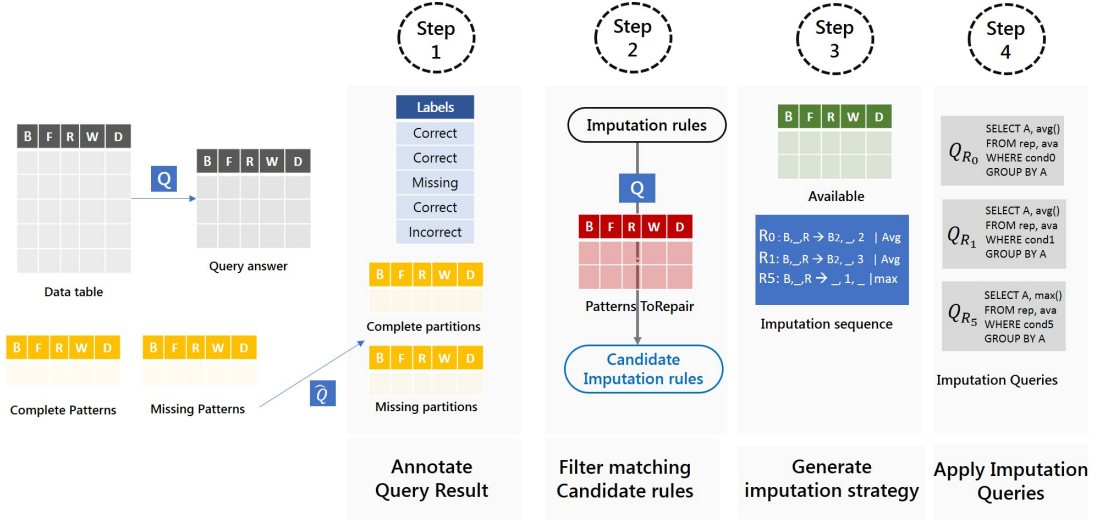 Step
1
Step
2
Step
3
Step
4
B F R W D
Q
B F R W D
Query answer
Data table
B F R W D
Complete Patterns
B F R W D
Missing Patterns
Q̂
Labels
Correct
Correct
Missing
Correct
Incorrect
B F R W D
Complete partitions
B F R W D
Missing partitions
Annotate
Query Result
Imputation rules
Q
B F R W D
Patterns ToRepair
Candidate
Imputation rules
Filter matching
Candidate rules
B F R W D
Available
R0 : B,_,R → B2, _, 2 | Avg
R1: B,_,R → B2, _, 3 | Avg
R5: B,_,R → _, 1, _ |max
Imputation sequence
Generate
imputation strategy
Q_R0
SELECT A, avg()
FROM rep, ava
WHERE cond0
GROUP BY A
Q_R1
SELECT A, avg()
FROM rep, ava
WHERE cond1
GROUP BY A
Q_R5
SELECT A, max()
FROM rep, ava
WHERE cond5
GROUP BY A
Imputation Queries
Apply Imputation
Queries